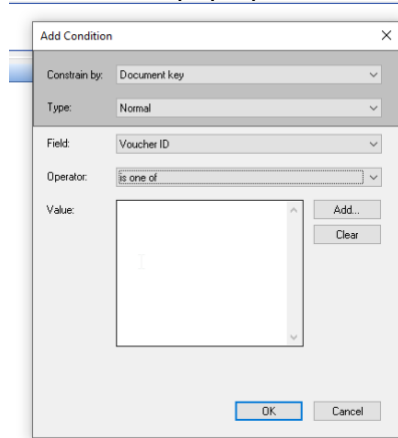 Add Condition
Constrain by: Document key
Type: Normal
Field: Voucher ID
Operator: is one of
Value: Add...
Clear
OK Cancel